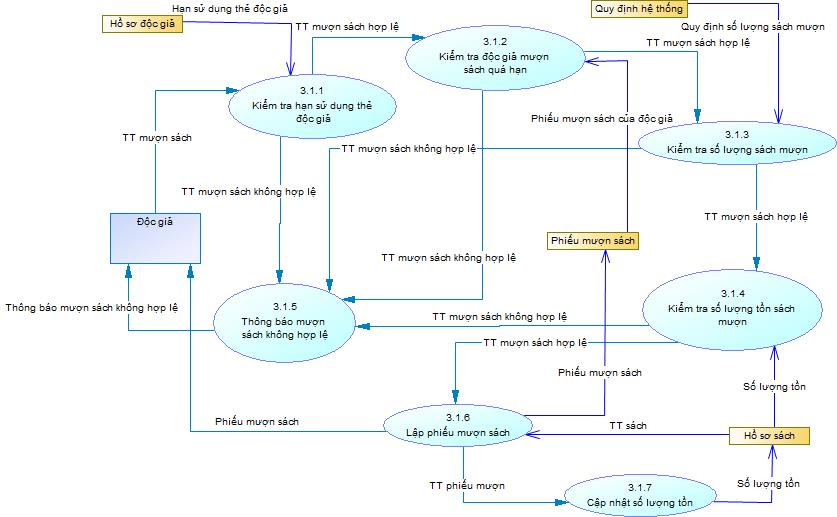 Hạn sử dụng thẻ độc giả
Hồ sơ độc giả
TT mượn sách hợp lệ
3.1.2
Kiểm tra độc giả mượn
sách quá hạn
Quy định hệ thống
Quy định số lượng sách mượn
TT mượn sách hợp lệ
3.1.1
Kiểm tra hạn sử dụng thẻ
độc giả
TT mượn sách
Phiếu mượn sách của độc giả
3.1.3
Kiểm tra số lượng sách mượn
TT mượn sách không hợp lệ
TT mượn sách không hợp lệ
Độc giả
TT mượn sách hợp lệ
Phiếu mượn sách
TT mượn sách không hợp lệ
3.1.4
Kiểm tra số lượng tồn sách
mượn
Thông báo mượn sách không hợp lệ
3.1.5
Thông báo mượn
sách không hợp lệ
TT mượn sách không hợp lệ
TT mượn sách hợp lệ
Phiếu mượn sách
Số lượng tồn
Phiếu mượn sách
3.1.6
Lập phiếu mượn sách
TT sách
Hồ sơ sách
TT phiếu mượn
Số lượng tồn
3.1.7
Cập nhật số lượng tồn